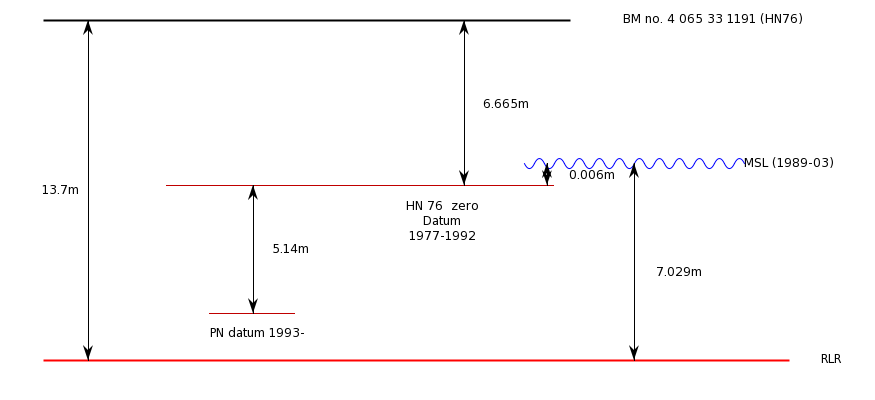 BM no. 4 065 33 1191 (HN76)
6.665m
MSL (1989-03)
0.006m
13.7m
HN 76  zero
Datum
1977-1992
5.14m
7.029m
PN datum 1993-
RLR